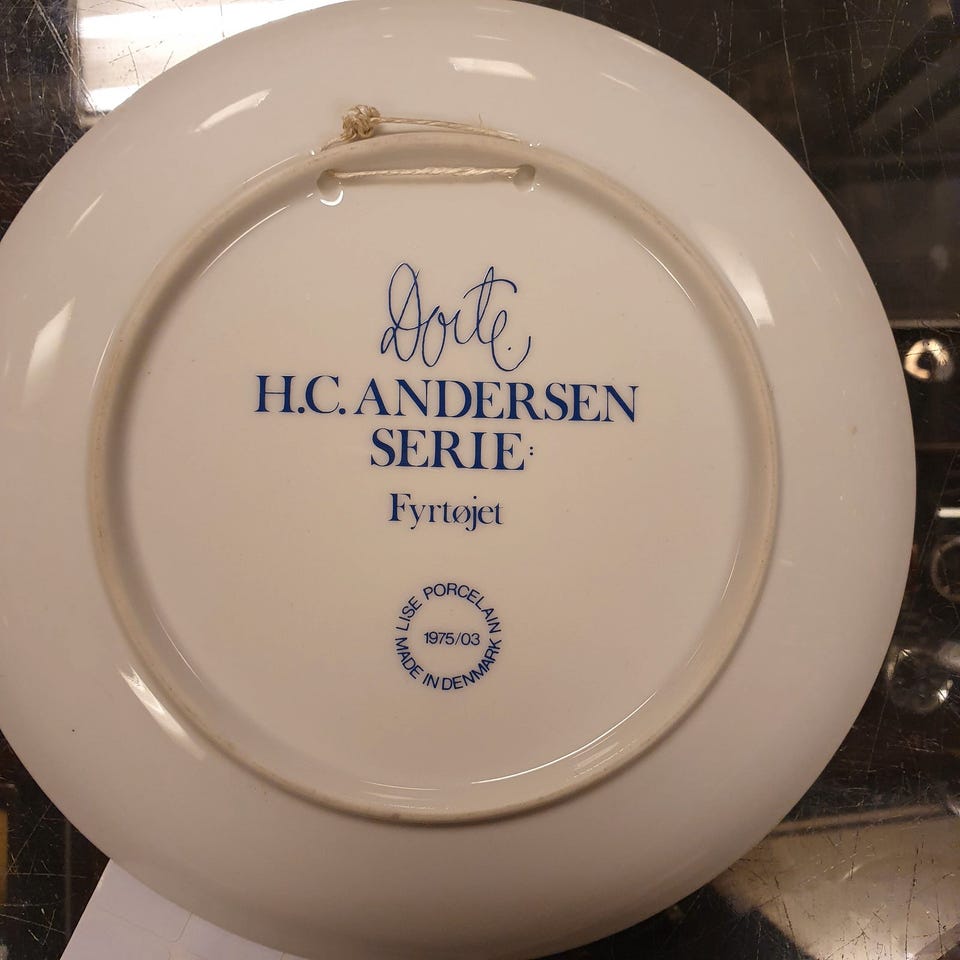 Dorte.
H.C. ANDERSEN
SERIE:
Fyrtøjet
LISE PORCELAIN
1975/03
MADE IN DENMARK